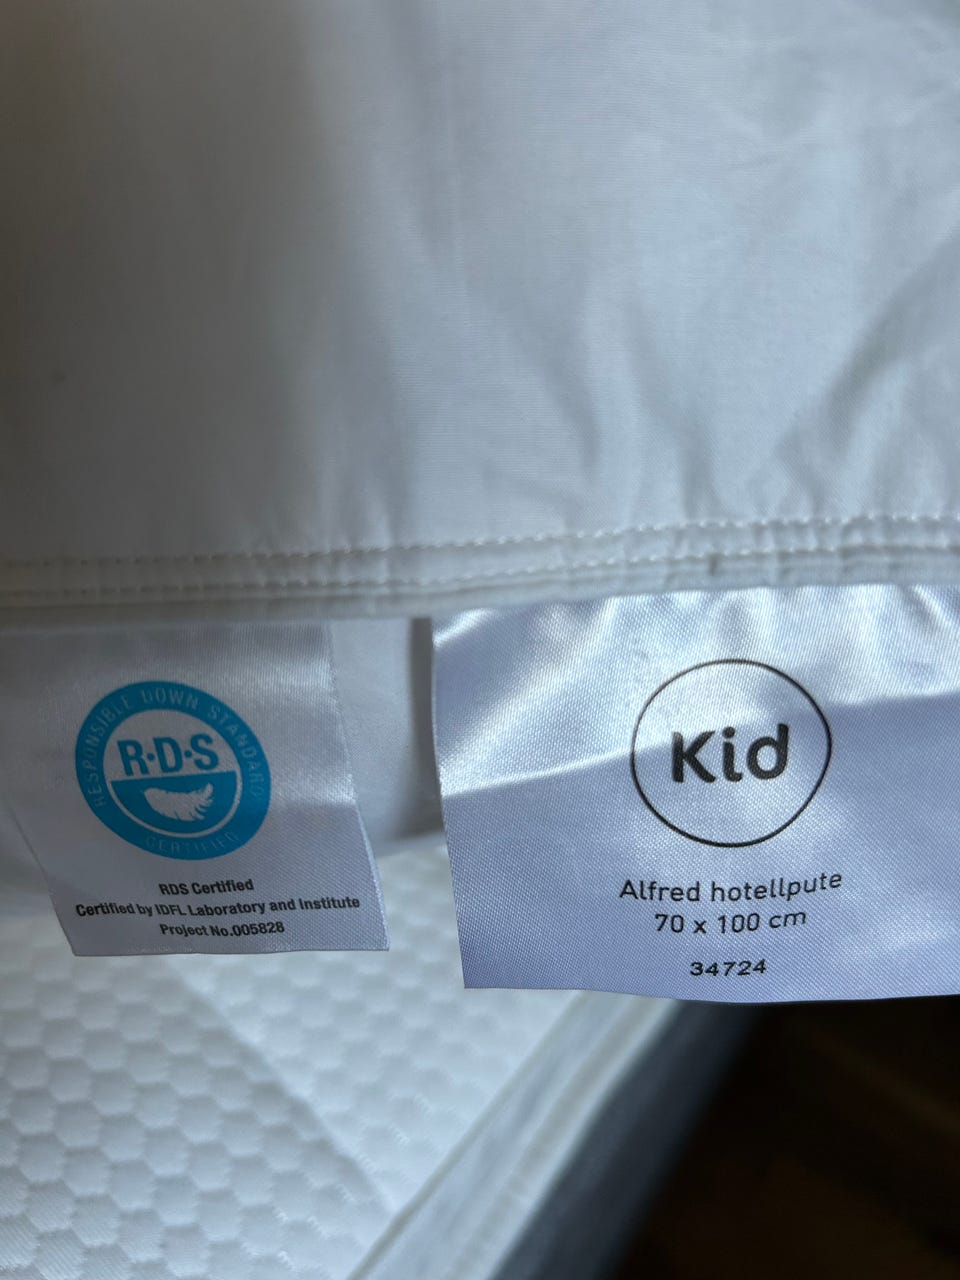 RESPONSIBLE DOWN STANDARD
R·D·S
CERTIFIED
RDS Certified
Certified by IDFL Laboratory and Institute
Project No.005828
Kid
Alfred hotellpute
70 x 100 cm
34724